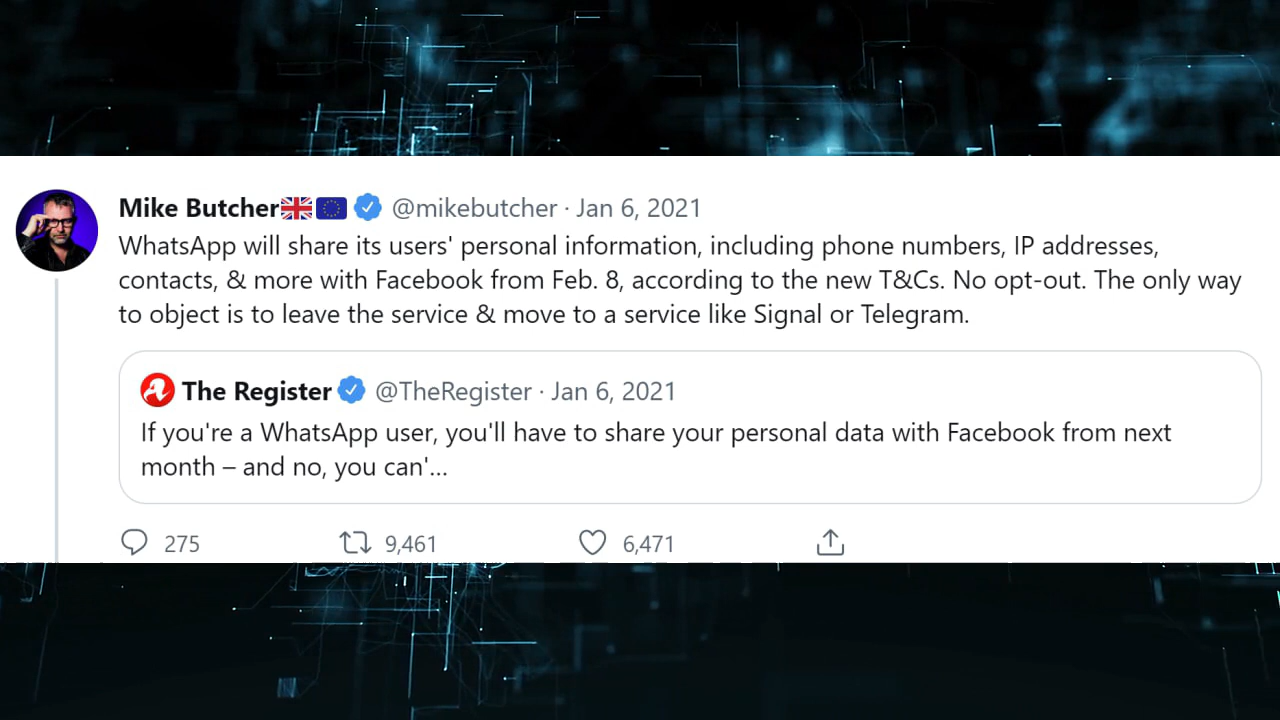 Mike Butcher🇬🇧🇪🇺 @mikebutcher · Jan 6, 2021
WhatsApp will share its users' personal information, including phone numbers, IP addresses,
contacts, & more with Facebook from Feb. 8, according to the new T&Cs. No opt-out. The only way
to object is to leave the service & move to a service like Signal or Telegram.
The Register @TheRegister · Jan 6, 2021
If you're a WhatsApp user, you'll have to share your personal data with Facebook from next
month – and no, you can'...
275 9,461 6,471